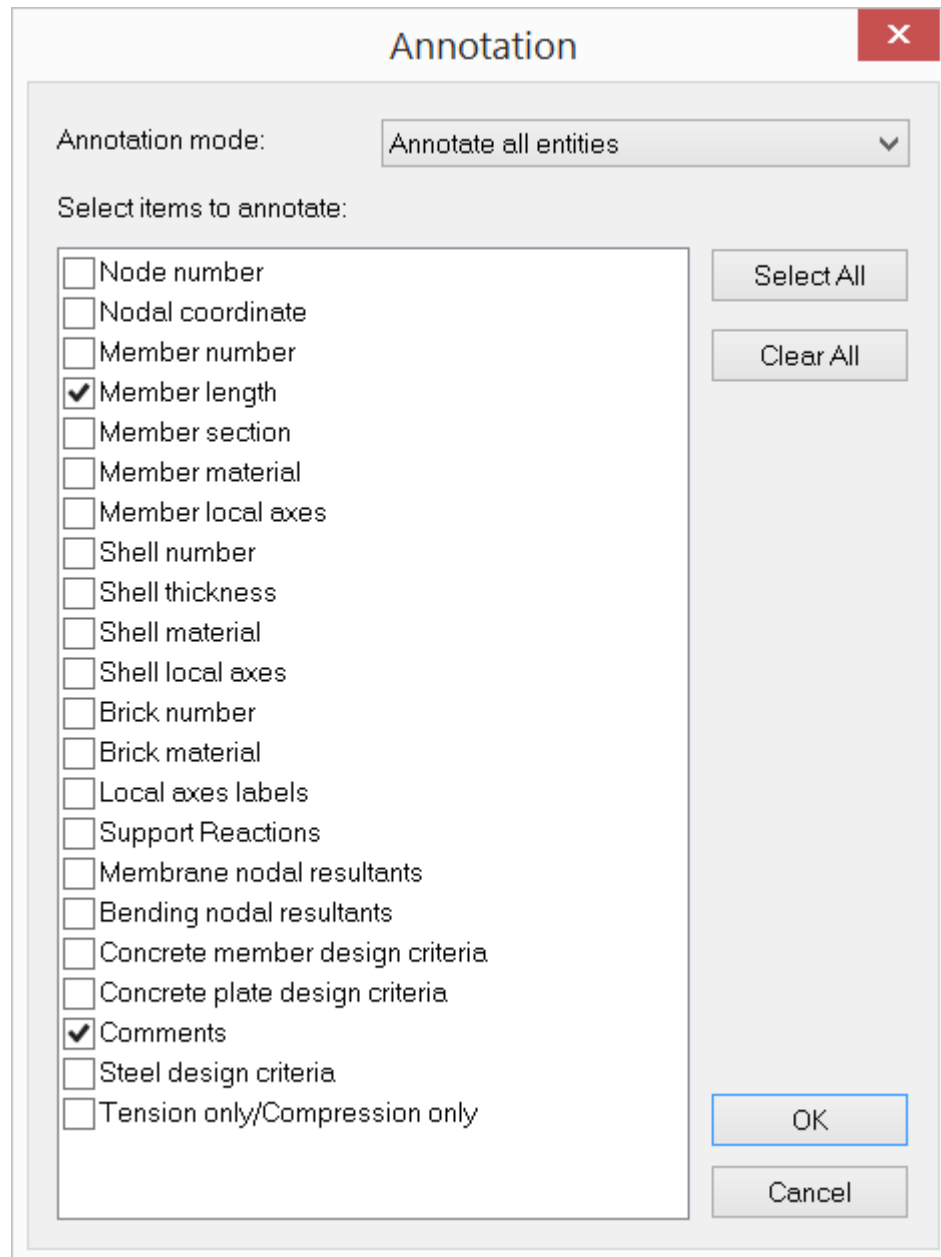 Annotation
Annotation mode:
Annotate all entities
Select items to annotate:
Node number
Nodal coordinate
Member number
Member length
Member section
Member material
Member local axes
Shell number
Shell thickness
Shell material
Shell local axes
Brick number
Brick material
Local axes labels
Support Reactions
Membrane nodal resultants
Bending nodal resultants
Concrete member design criteria
Concrete plate design criteria
Comments
Steel design criteria
Tension only/Compression only
Select All
Clear All
OK
Cancel